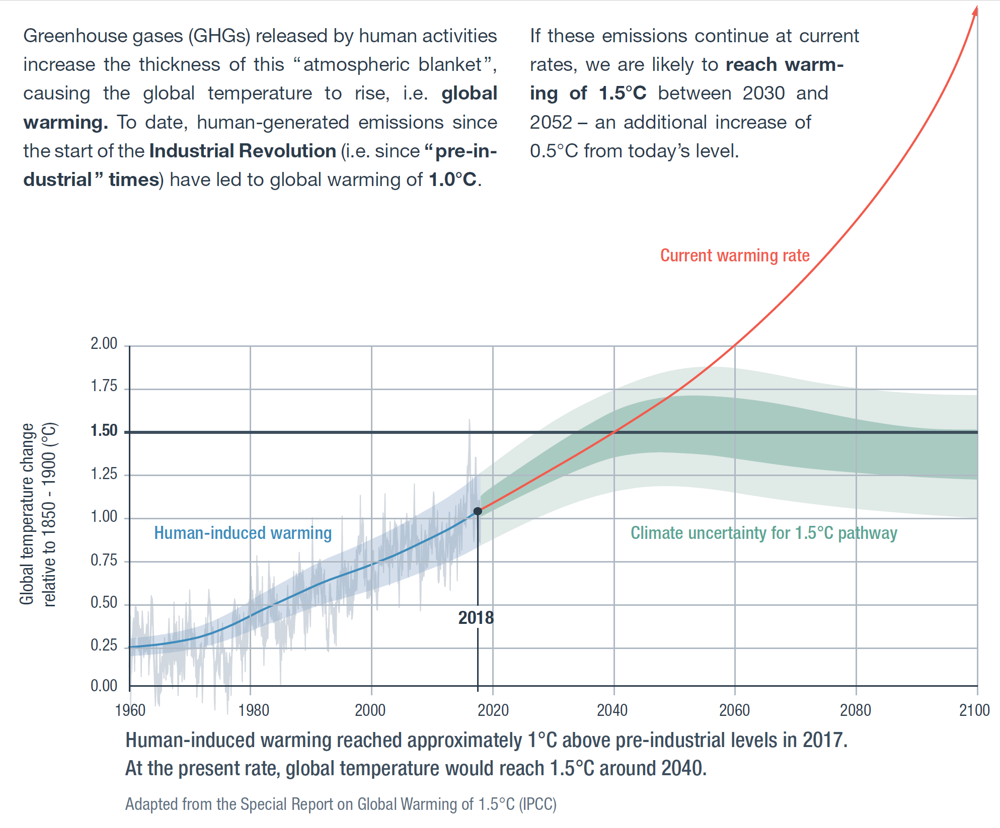 Greenhouse gases (GHGs) released by human activities
increase the thickness of this “atmospheric blanket”,
causing the global temperature to rise, i.e. global
warming. To date, human-generated emissions since
the start of the Industrial Revolution (i.e. since “pre-in-
dustrial” times) have led to global warming of 1.0°C.
If these emissions continue at current
rates, we are likely to reach warm-
ing of 1.5°C between 2030 and
2052 – an additional increase of
0.5°C from today’s level.
Current warming rate
2.00
1.75
1.50
1.25
1.00
0.75
0.50
0.25
0.00
Global temperature change
relative to 1850 - 1900 (°C)
Human-induced warming
Climate uncertainty for 1.5°C pathway
2018
1960
1980
2000
2020
2040
2060
2080
2100
Human-induced warming reached approximately 1°C above pre-industrial levels in 2017.
At the present rate, global temperature would reach 1.5°C around 2040.
Adapted from the Special Report on Global Warming of 1.5°C (IPCC)